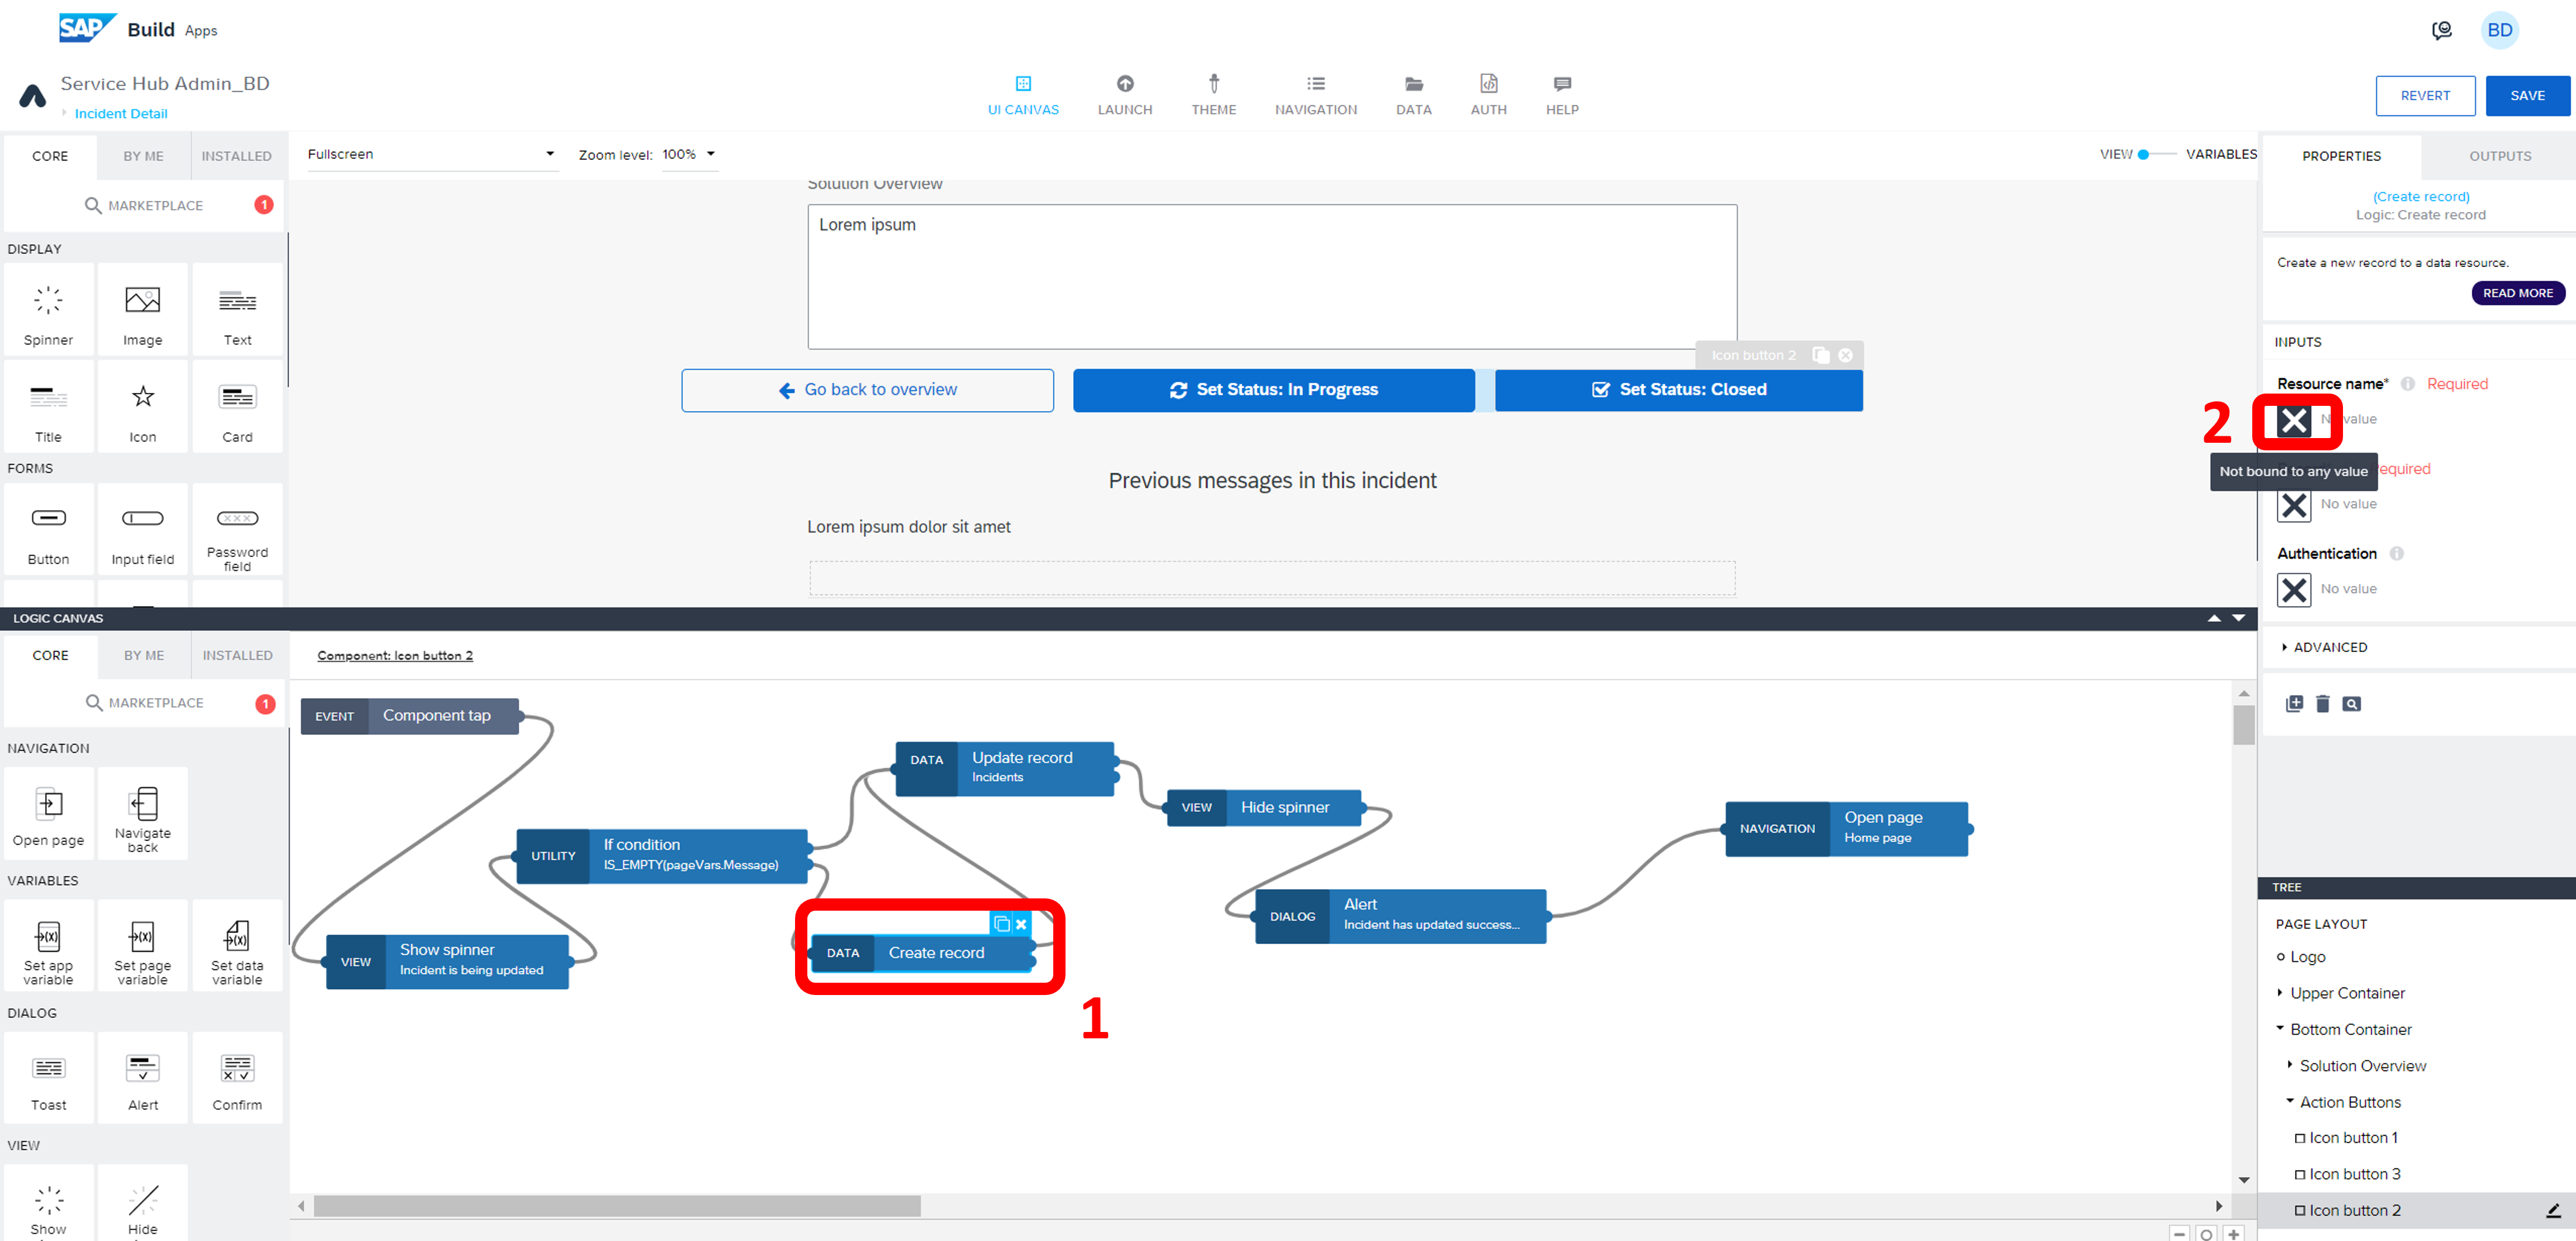 SAP Build Apps
BD
Service Hub Admin_BD
Incident Detail
UI CANVAS
LAUNCH
THEME
NAVIGATION
DATA
AUTH
HELP
REVERT
SAVE
CORE
BY ME
INSTALLED
Fullscreen
Zoom level: 100%
VIEW
VARIABLES
PROPERTIES
OUTPUTS
MARKETPLACE
1
DISPLAY
Spinner
Image
Text
Title
Icon
Card
FORMS
Button
Input field
Password
field
Solution Overview
Lorem ipsum
Icon button 2
Go back to overview
Set Status: In Progress
Set Status: Closed
Previous messages in this incident
Lorem ipsum dolor sit amet
(Create record)
Logic: Create record
Create a new record to a data resource.
READ MORE
INPUTS
Resource name*
Required
2
value
Not bound to any value
equired
No value
Authentication
No value
ADVANCED
LOGIC CANVAS
CORE
BY ME
INSTALLED
MARKETPLACE
1
NAVIGATION
Open page
Navigate
back
VARIABLES
Set app
variable
Set page
variable
Set data
variable
DIALOG
Toast
Alert
Confirm
VIEW
Show
Hide
Component: Icon button 2
EVENT
Component tap
DATA
Update record
Incidents
VIEW
Hide spinner
NAVIGATION
Open page
Home page
UTILITY
If condition
IS_EMPTY(pageVars.Message)
DIALOG
Alert
Incident has updated success...
VIEW
Show spinner
Incident is being updated
DATA
Create record
1
TREE
PAGE LAYOUT
Logo
Upper Container
Bottom Container
Solution Overview
Action Buttons
Icon button 1
Icon button 3
Icon button 2